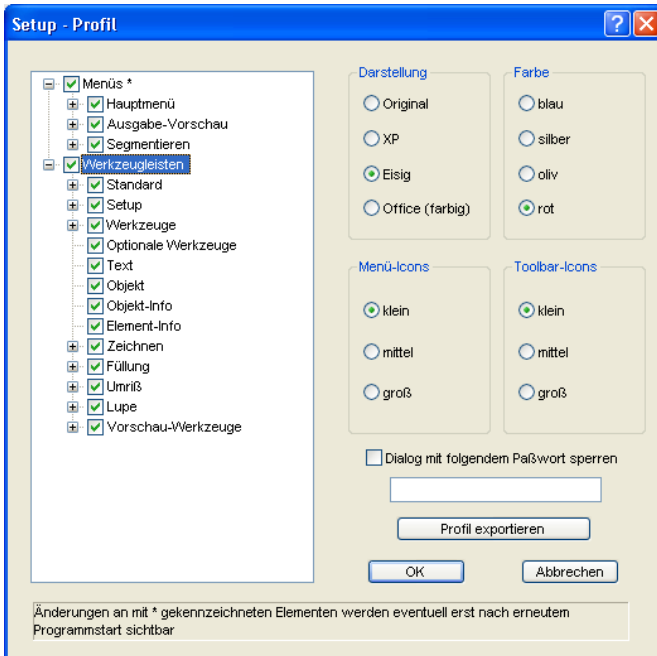 Setup - Profil
Menüs *
Hauptmenü
Ausgabe-Vorschau
Segmentieren
Werkzeugleisten
Standard
Setup
Werkzeuge
Optionale Werkzeuge
Text
Objekt
Objekt-Info
Element-Info
Zeichnen
Füllung
Umriß
Lupe
Vorschau-Werkzeuge
Darstellung
Original
XP
Eisig
Office (farbig)
Farbe
blau
silber
oliv
rot
Menü-Icons
klein
mittel
groß
Toolbar-Icons
klein
mittel
groß
Dialog mit folgendem Paßwort sperren
Profil exportieren
OK
Abbrechen
Änderungen an mit * gekennzeichneten Elementen werden eventuell erst nach erneutem
Programmstart sichtbar